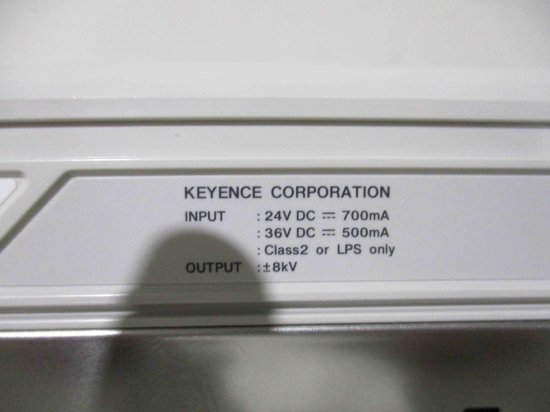 KEYENCE CORPORATION
INPUT : 24V DC ⎓ 700mA
: 36V DC ⎓ 500mA
: Class2 or LPS only
OUTPUT : ±8kV